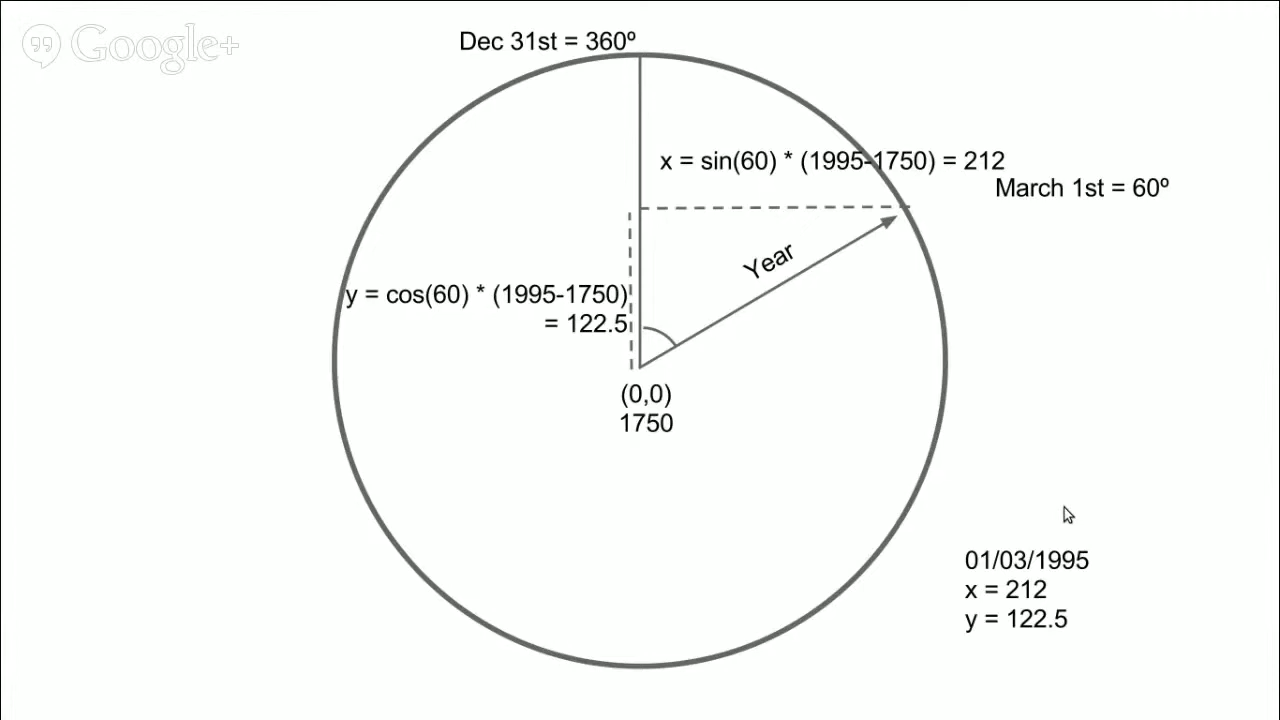 Google+
Dec 31st = 360º
x = sin(60) * (1995-1750) = 212
March 1st = 60º
Year
y = cos(60) * (1995-1750)
= 122.5
(0,0)
1750
01/03/1995
x = 212
y = 122.5